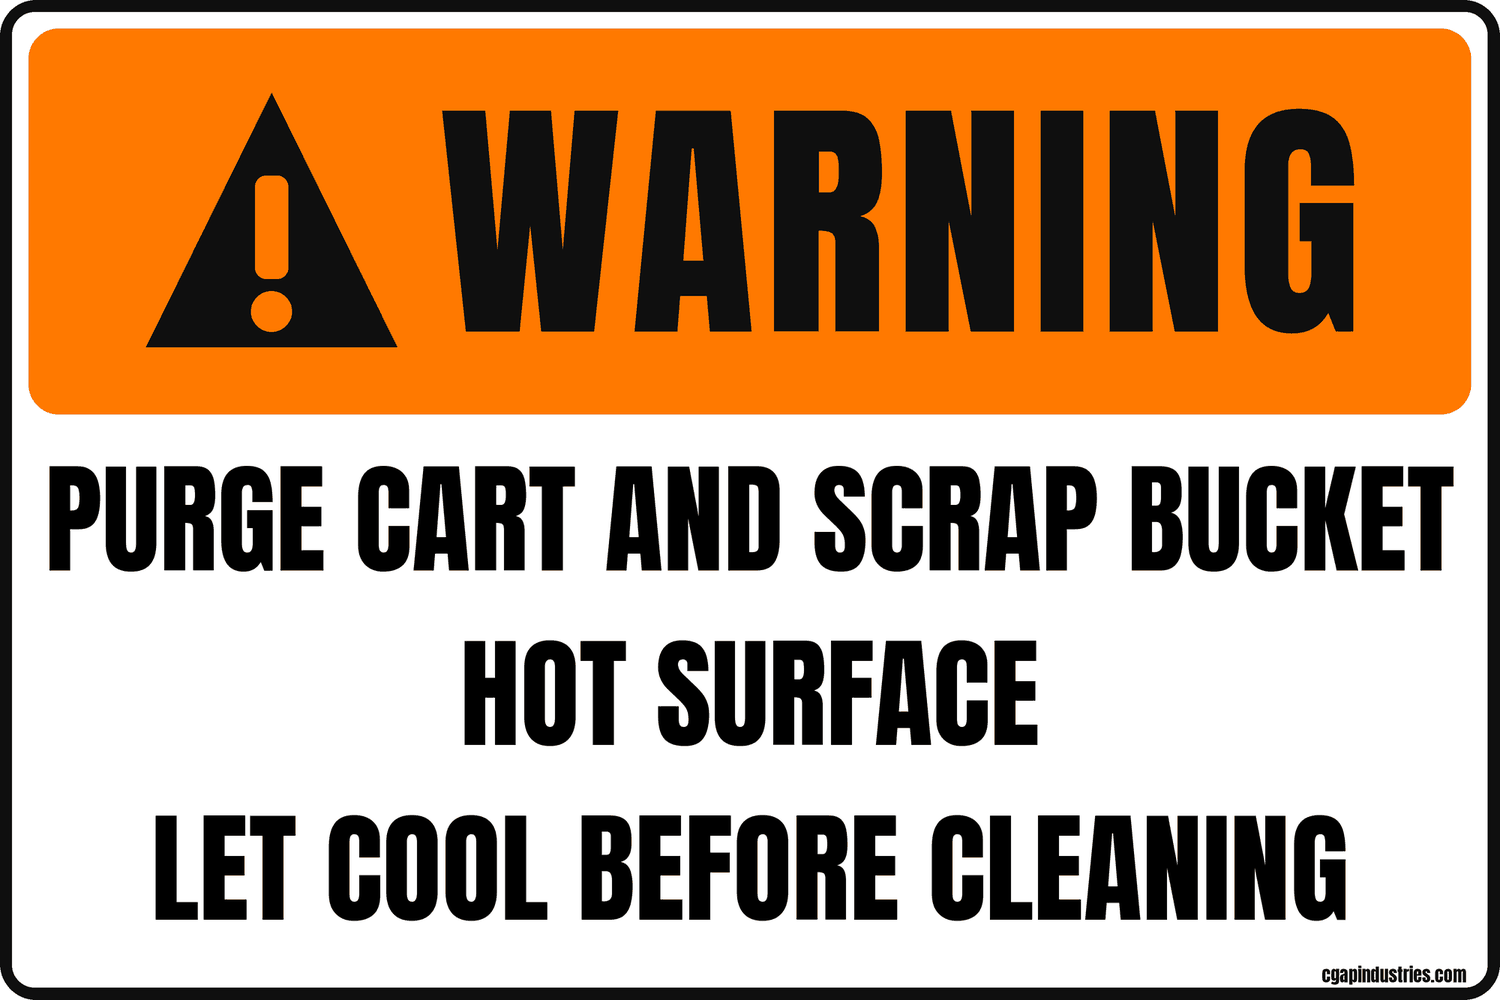 WARNING
PURGE CART AND SCRAP BUCKET
HOT SURFACE
LET COOL BEFORE CLEANING
cgapindustries.com